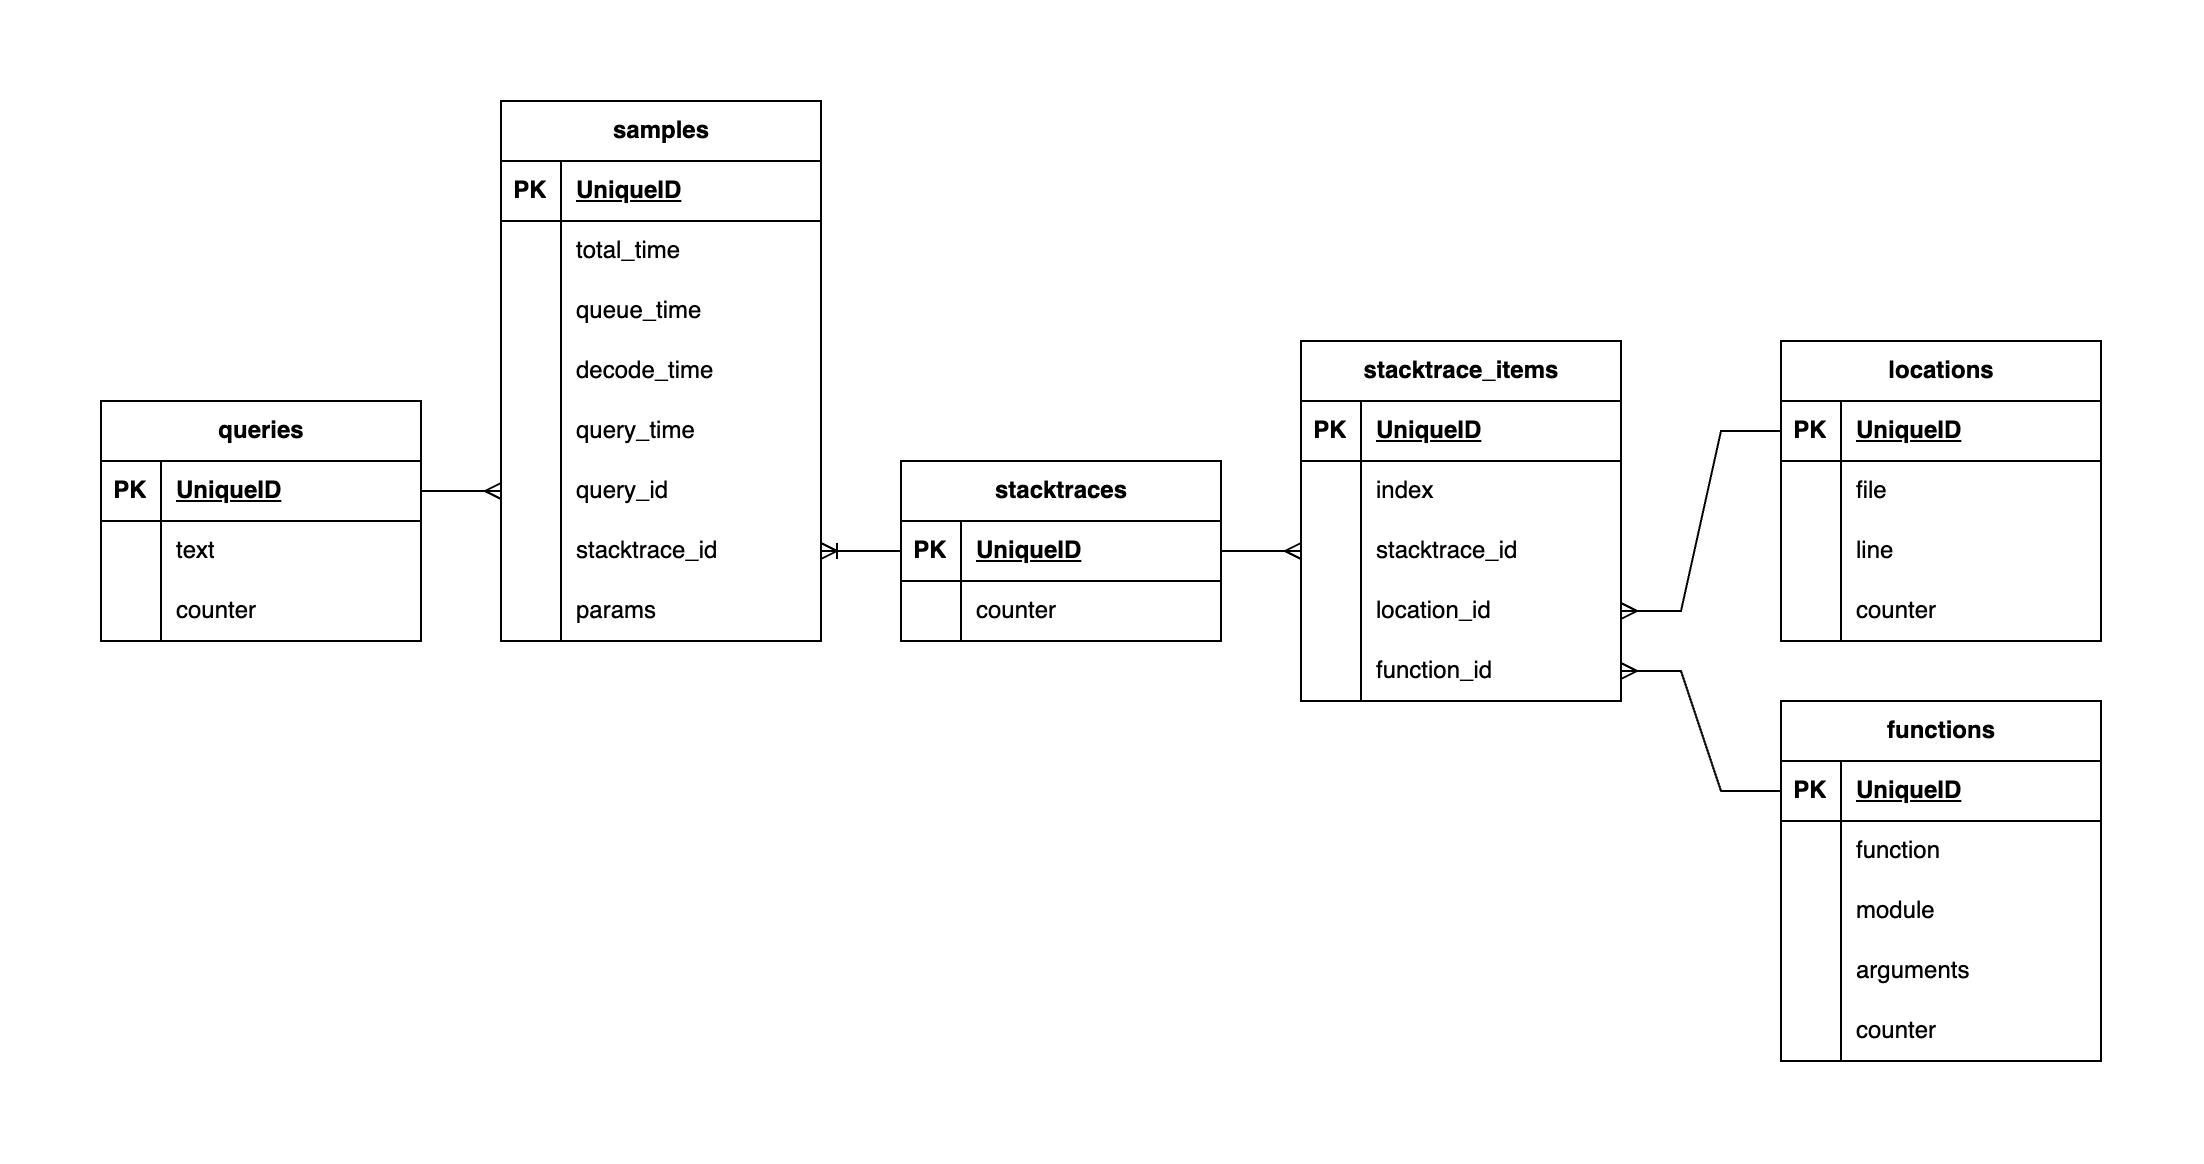 samples
PK UniqueID
total_time
queue_time
decode_time
query_time
query_id
stacktrace_id
params
queries
PK UniqueID
text
counter
stacktraces
PK UniqueID
counter
stacktrace_items
PK UniqueID
index
stacktrace_id
location_id
function_id
locations
PK UniqueID
file
line
counter
functions
PK UniqueID
function
module
arguments
counter